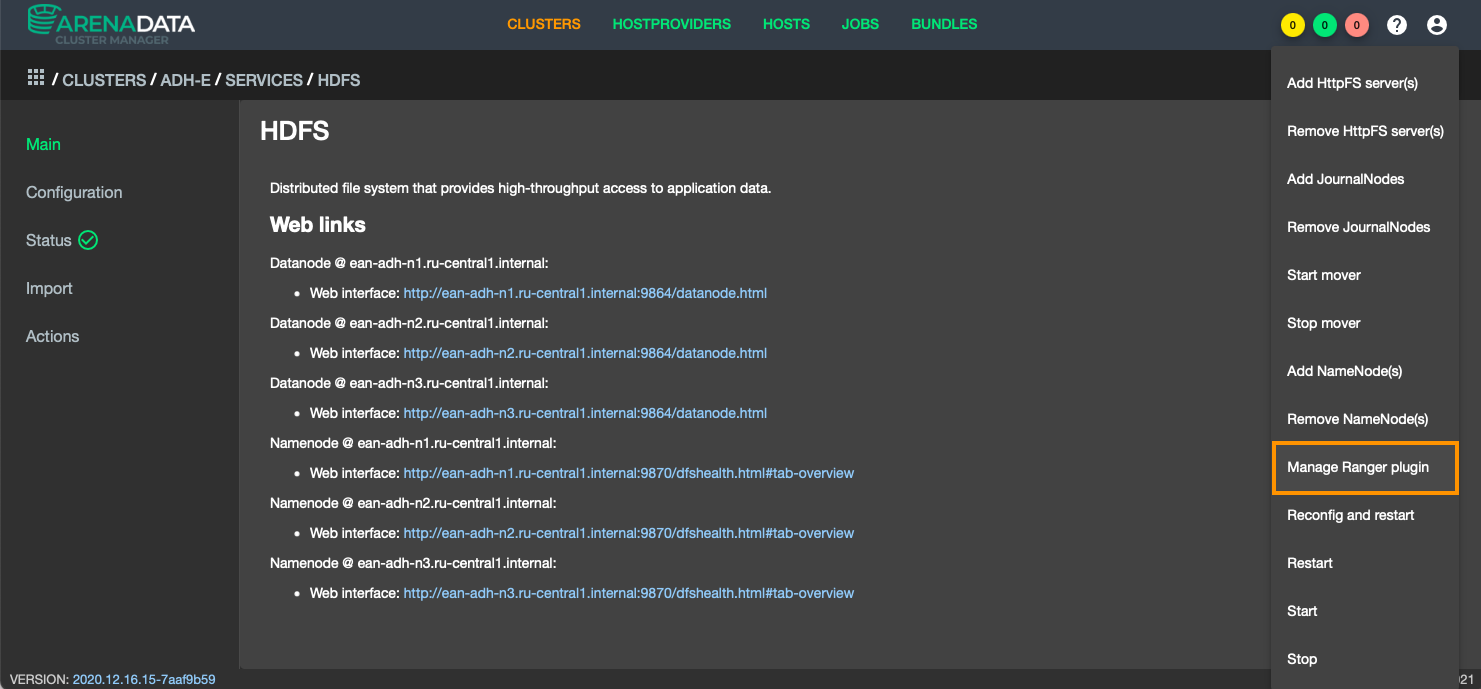 ARENADATA
CLUSTER MANAGER
CLUSTERS HOSTPROVIDERS HOSTS JOBS BUNDLES
0 0 0 ?
/ CLUSTERS / ADH-E / SERVICES / HDFS
Main
Configuration
Status
Import
Actions
HDFS
Distributed file system that provides high-throughput access to application data.
Web links
Datanode @ ean-adh-n1.ru-central1.internal:
• Web interface: http://ean-adh-n1.ru-central1.internal:9864/datanode.html
Datanode @ ean-adh-n2.ru-central1.internal:
• Web interface: http://ean-adh-n2.ru-central1.internal:9864/datanode.html
Datanode @ ean-adh-n3.ru-central1.internal:
• Web interface: http://ean-adh-n3.ru-central1.internal:9864/datanode.html
Namenode @ ean-adh-n1.ru-central1.internal:
• Web interface: http://ean-adh-n1.ru-central1.internal:9870/dfshealth.html#tab-overview
Namenode @ ean-adh-n2.ru-central1.internal:
• Web interface: http://ean-adh-n2.ru-central1.internal:9870/dfshealth.html#tab-overview
Namenode @ ean-adh-n3.ru-central1.internal:
• Web interface: http://ean-adh-n3.ru-central1.internal:9870/dfshealth.html#tab-overview
Add HttpFS server(s)
Remove HttpFS server(s)
Add JournalNodes
Remove JournalNodes
Start mover
Stop mover
Add NameNode(s)
Remove NameNode(s)
Manage Ranger plugin
Reconfig and restart
Restart
Start
Stop
VERSION: 2020.12.16.15-7aaf9b59
021